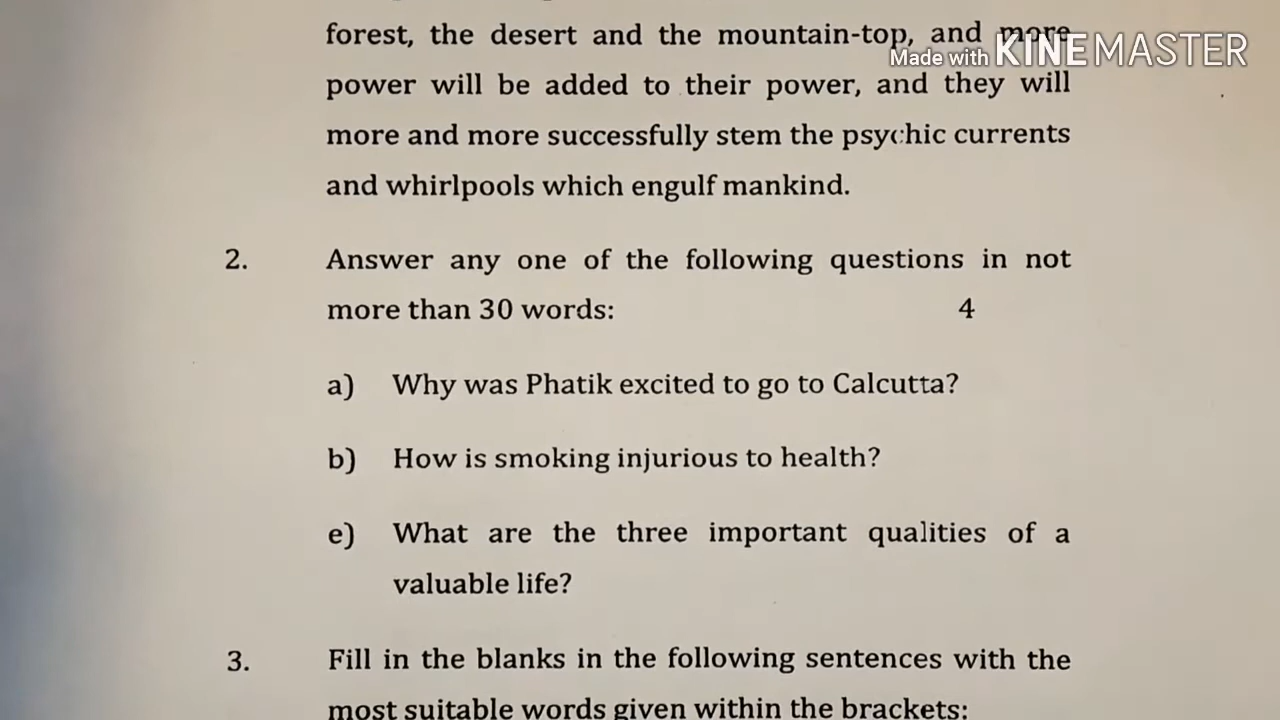 forest, the desert and the mountain-top, and more
Made with KINEMASTER
power will be added to their power, and they will
more and more successfully stem the psychic currents
and whirlpools which engulf mankind.
2. Answer any one of the following questions in not
more than 30 words: 4
a) Why was Phatik excited to go to Calcutta?
b) How is smoking injurious to health?
e) What are the three important qualities of a
valuable life?
3. Fill in the blanks in the following sentences with the
most suitable words given within the brackets: